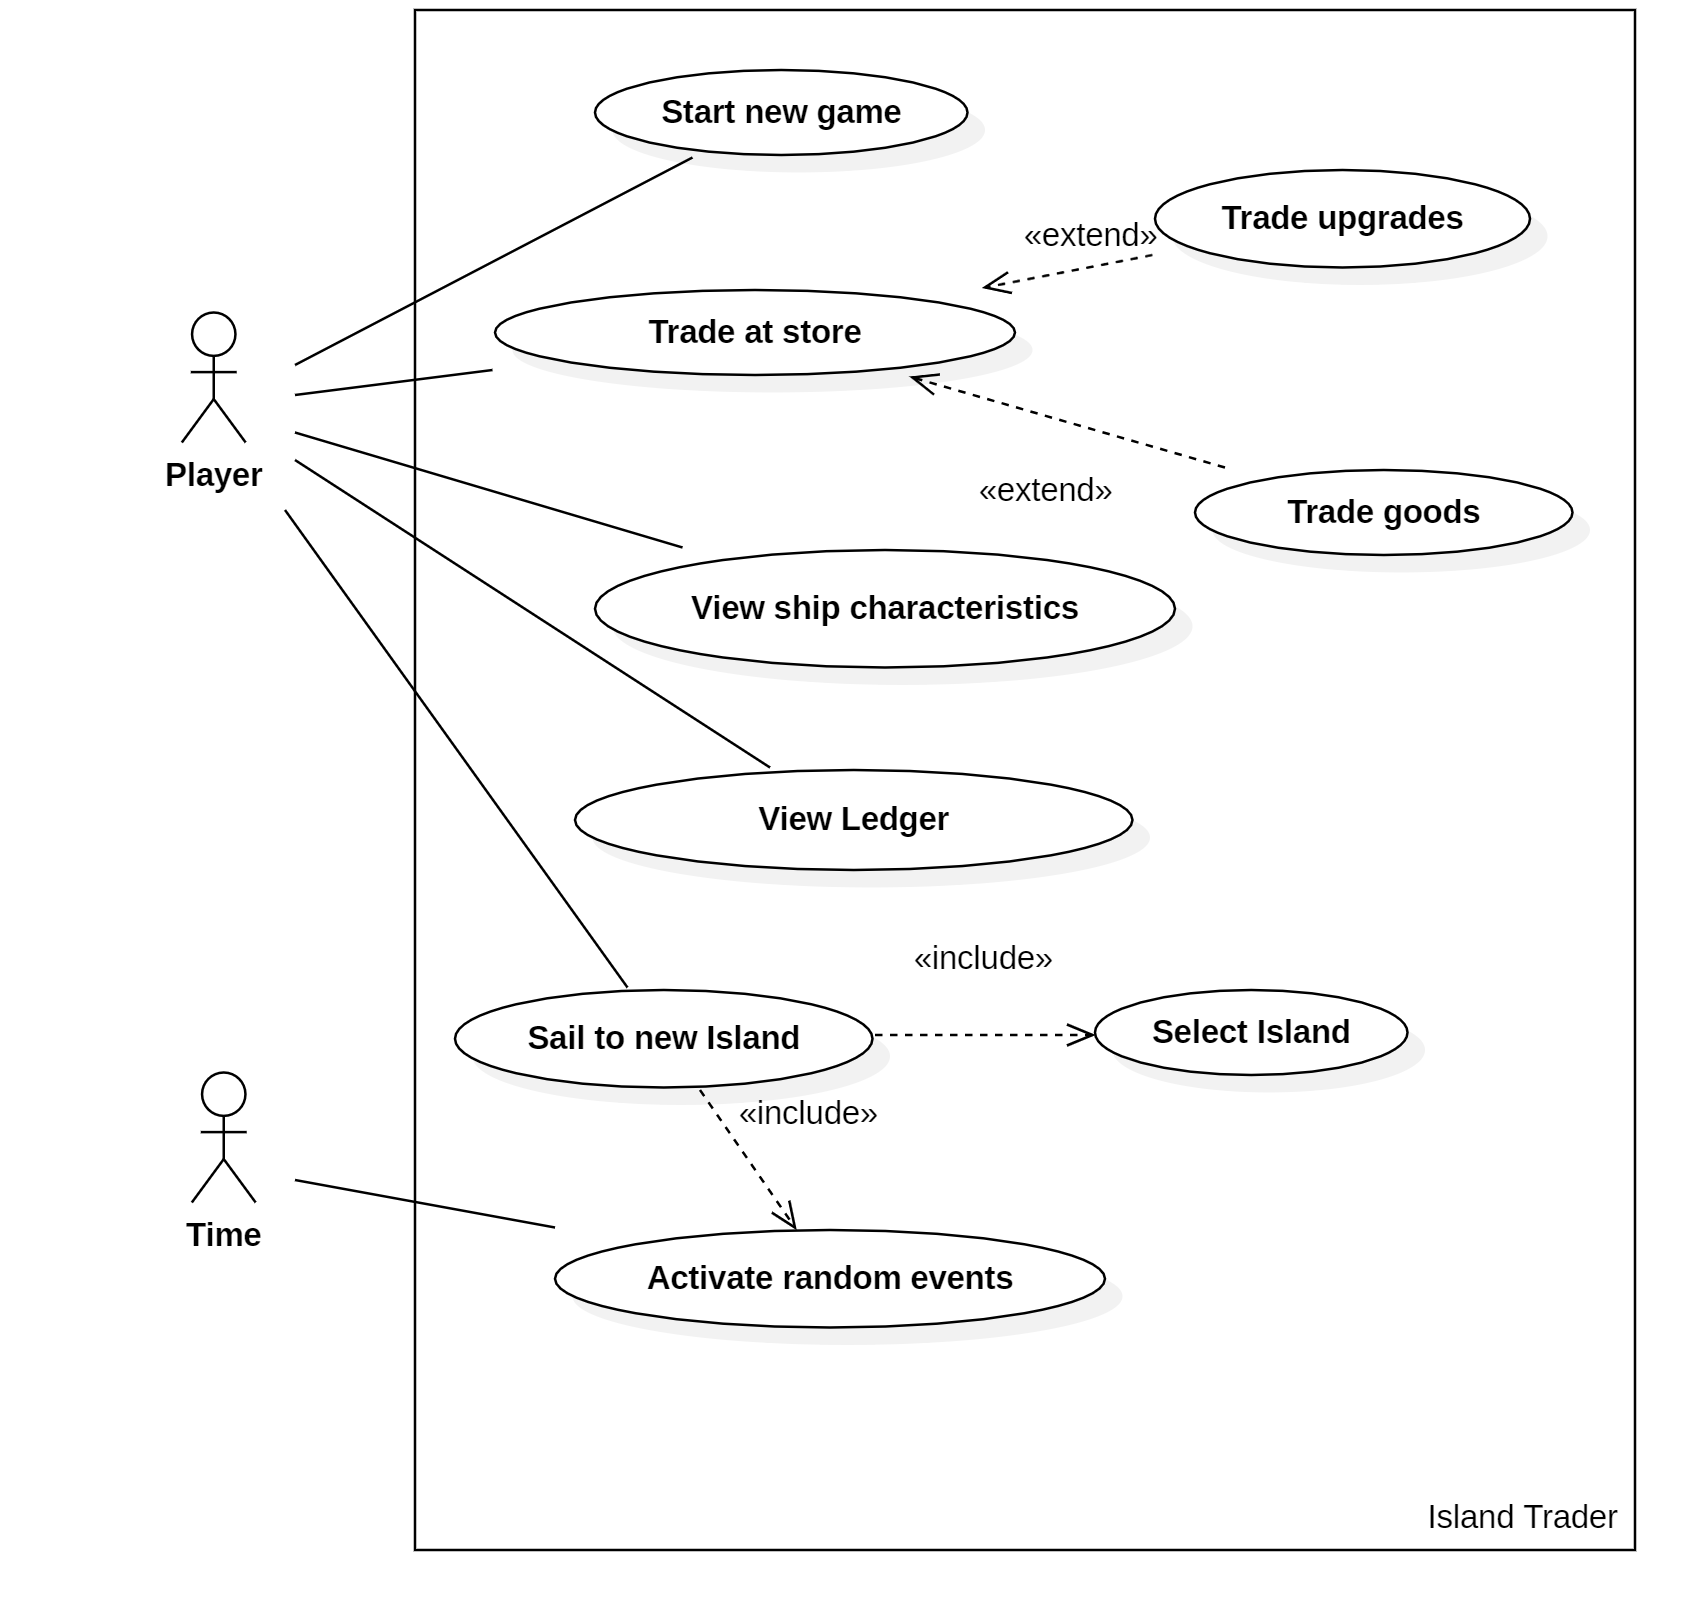 Start new game
Trade upgrades
«extend»
Trade at store
Player
«extend»
Trade goods
View ship characteristics
View Ledger
«include»
Sail to new Island
Select Island
«include»
Time
Activate random events
Island Trader